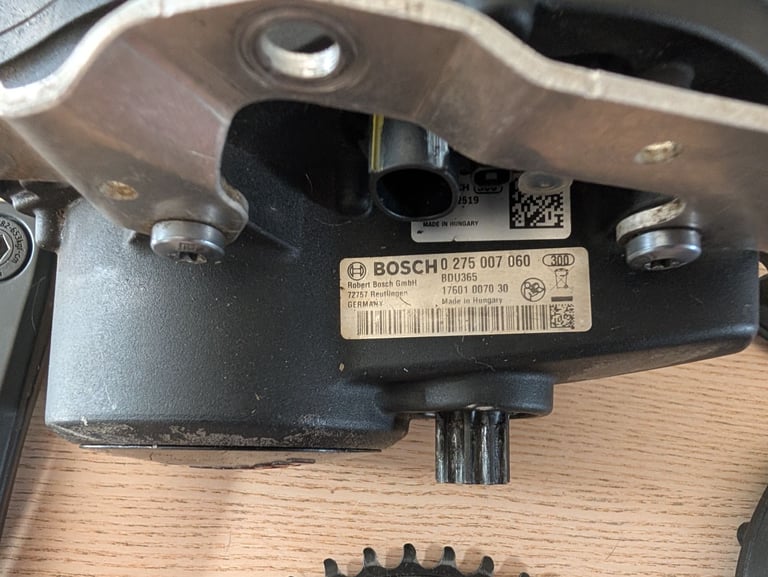 2519
MADE IN HUNGARY
BOSCH 0 275 007 060 300
Robert Bosch GmbH BDU365
72757 Reutlingen 17601 0070 30
GERMANY Made in Hungary